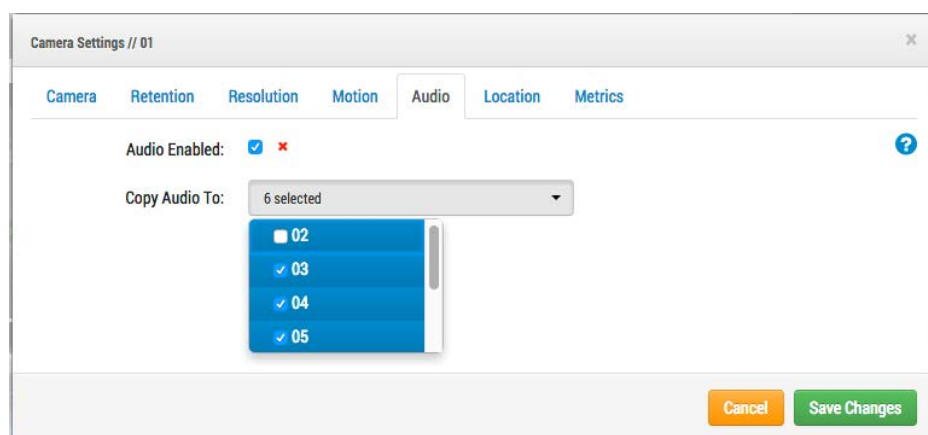 Camera Settings // 01 ×
Camera Retention Resolution Motion Audio Location Metrics
Audio Enabled: ?
Copy Audio To: 6 selected
02
03
04
05
Cancel Save Changes